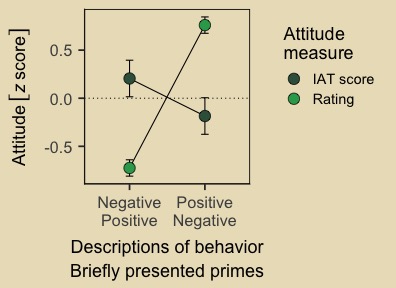 Attitude [z score]
0.5
0.0
-0.5
Negative Positive
Positive Negative
Descriptions of behavior
Briefly presented primes
Attitude
measure
IAT score
Rating